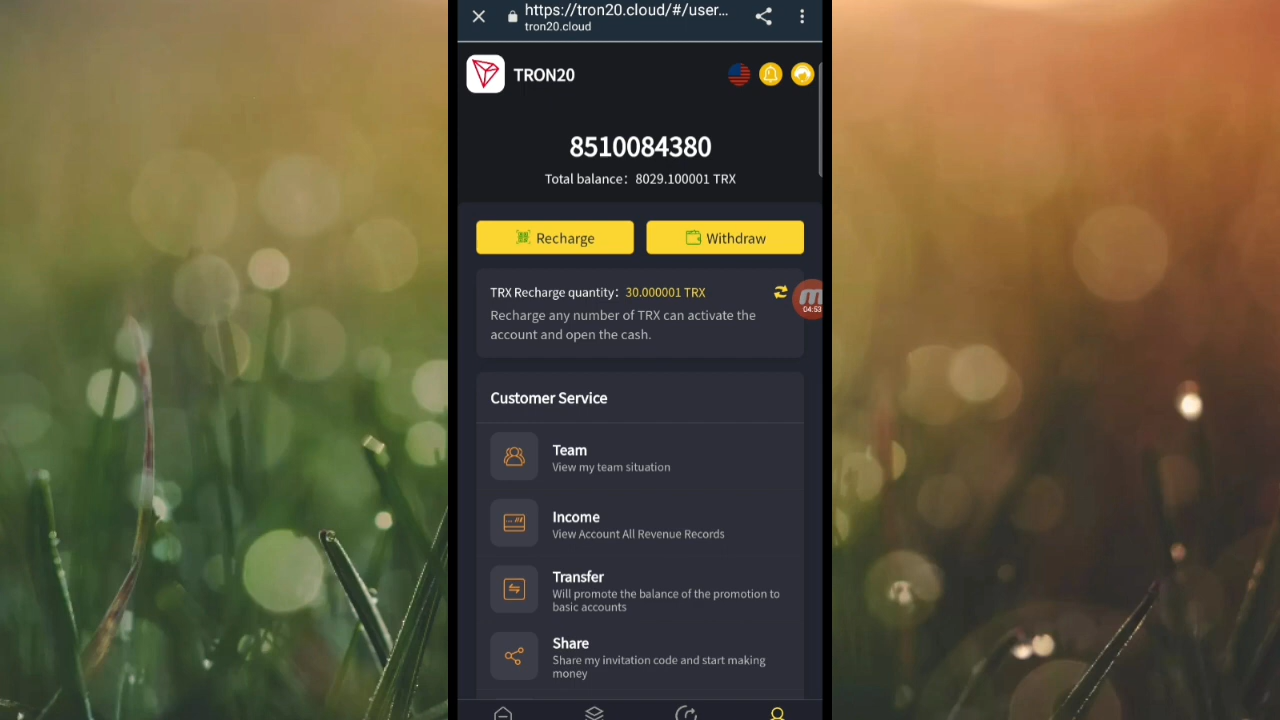 https://tron20.cloud/#/user...
tron20.cloud
TRON20
8510084380
Total balance: 8029.100001 TRX
Recharge
Withdraw
TRX Recharge quantity: 30.000001 TRX
04:53
Recharge any number of TRX can activate the
account and open the cash.
Customer Service
Team
View my team situation
Income
View Account All Revenue Records
Transfer
Will promote the balance of the promotion to
basic accounts
Share
Share my invitation code and start making
money